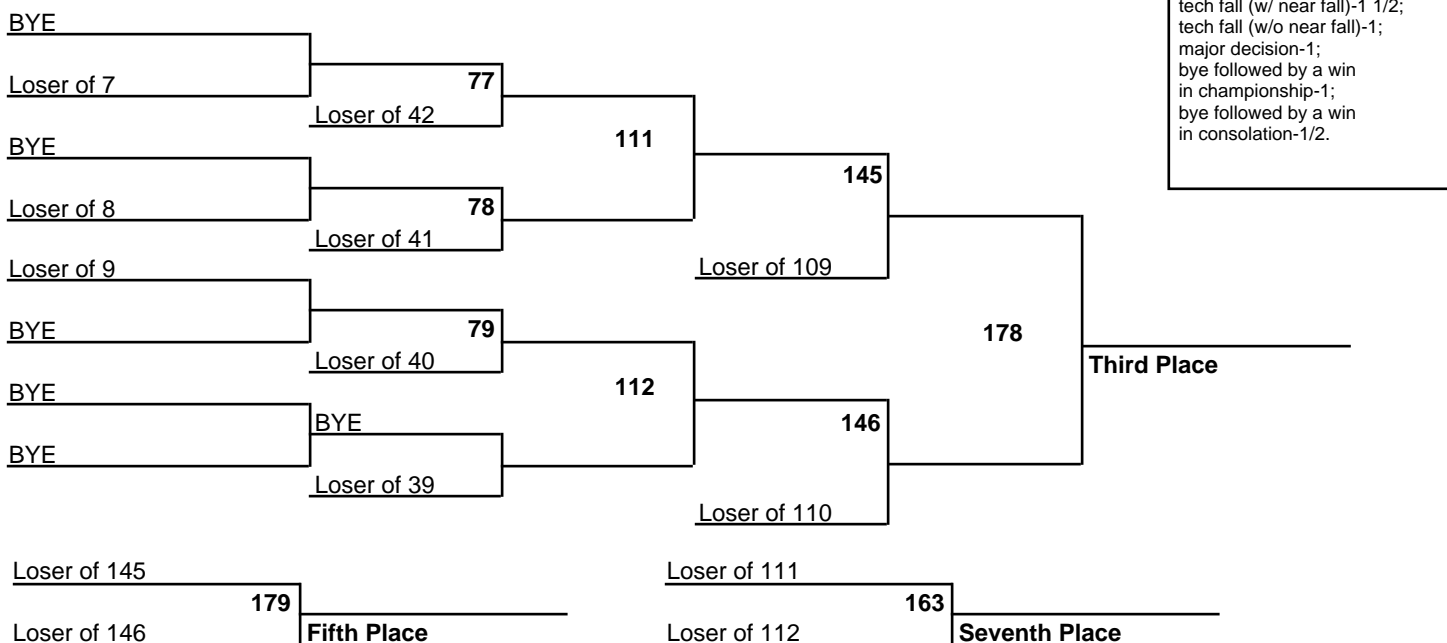 tech fall (w/ near fall)-1 1/2;
tech fall (w/o near fall)-1;
major decision-1;
bye followed by a win
in championship-1;
bye followed by a win
in consolation-1/2.
BYE
Loser of 7
77
Loser of 42
111
BYE
Loser of 8
78
Loser of 41
145
Loser of 109
Loser of 9
BYE
79
Loser of 40
112
BYE
BYE
BYE
Loser of 39
146
Loser of 110
178
Third Place
Loser of 145
179
Loser of 146
Fifth Place
Loser of 111
163
Loser of 112
Seventh Place